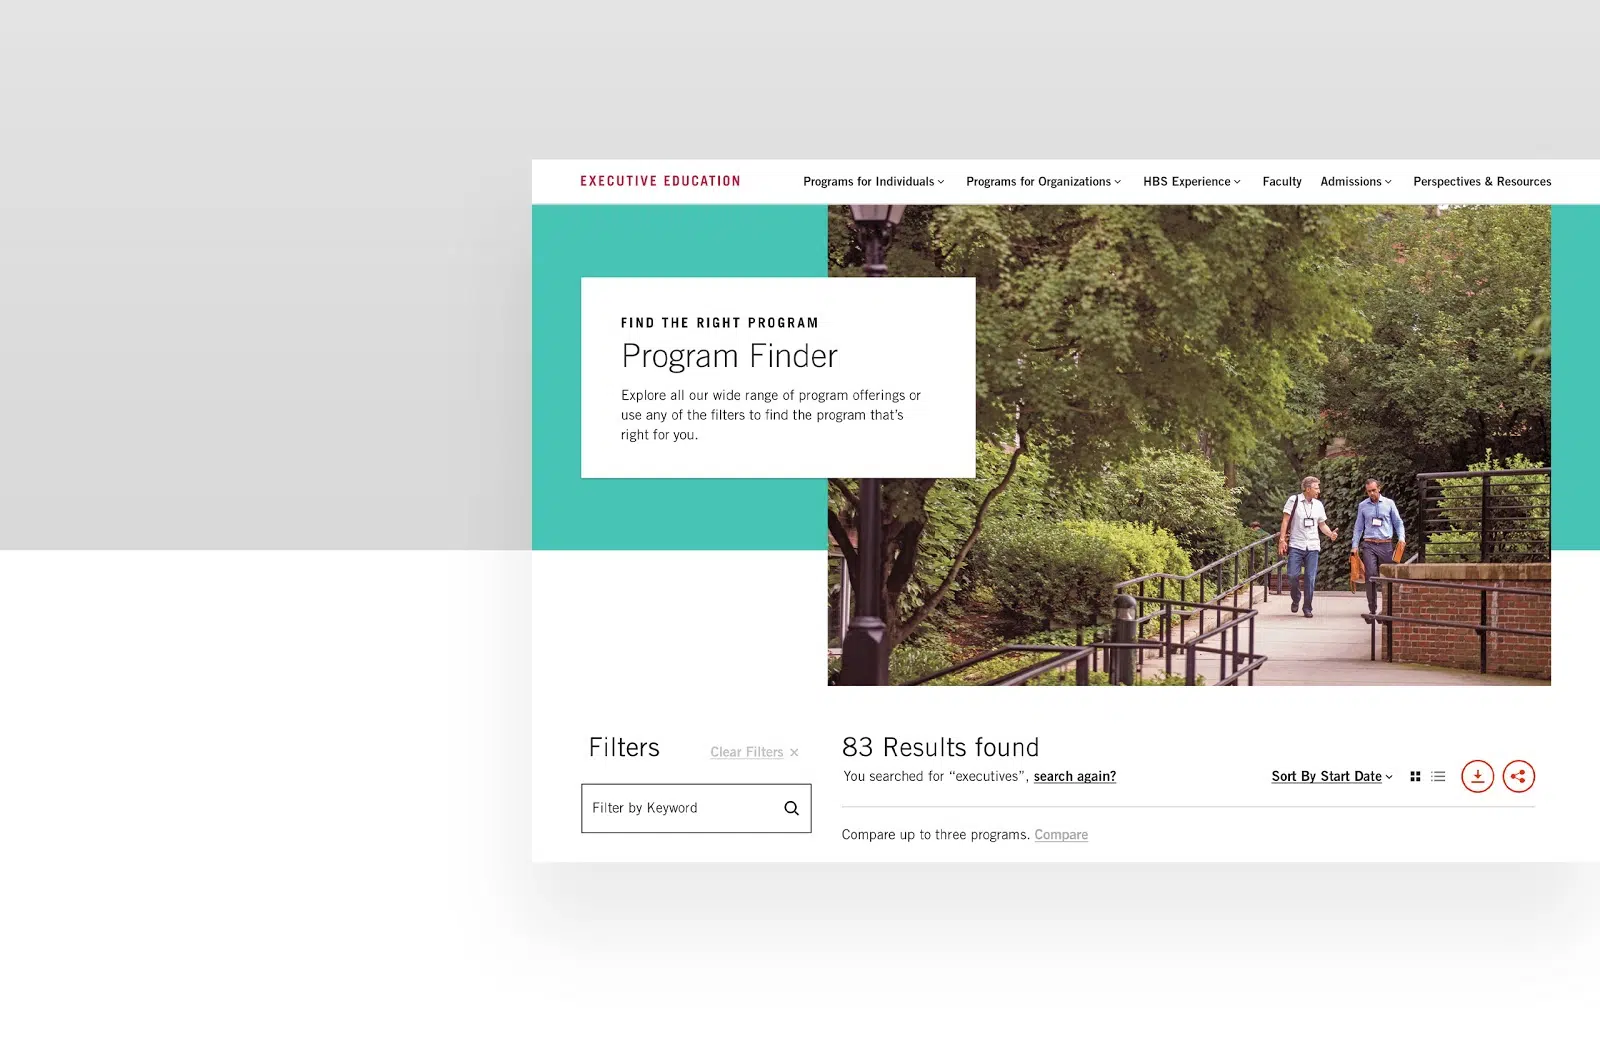 EXECUTIVE EDUCATION
Programs for Individuals
Programs for Organizations
HBS Experience
Faculty
Admissions
Perspectives & Resources
FIND THE RIGHT PROGRAM
Program Finder
Explore all our wide range of program offerings or
use any of the filters to find the program that’s
right for you.
Filters
Clear Filters ×
Filter by Keyword
83 Results found
You searched for “executives”, search again?
Sort By Start Date
Compare up to three programs. Compare